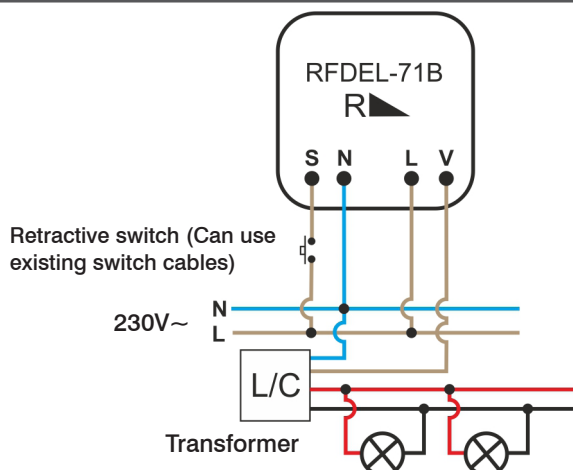 RFDEL-71B
R
S N L V
Retractive switch (Can use
existing switch cables)
230V~
N
L
L/C
Transformer